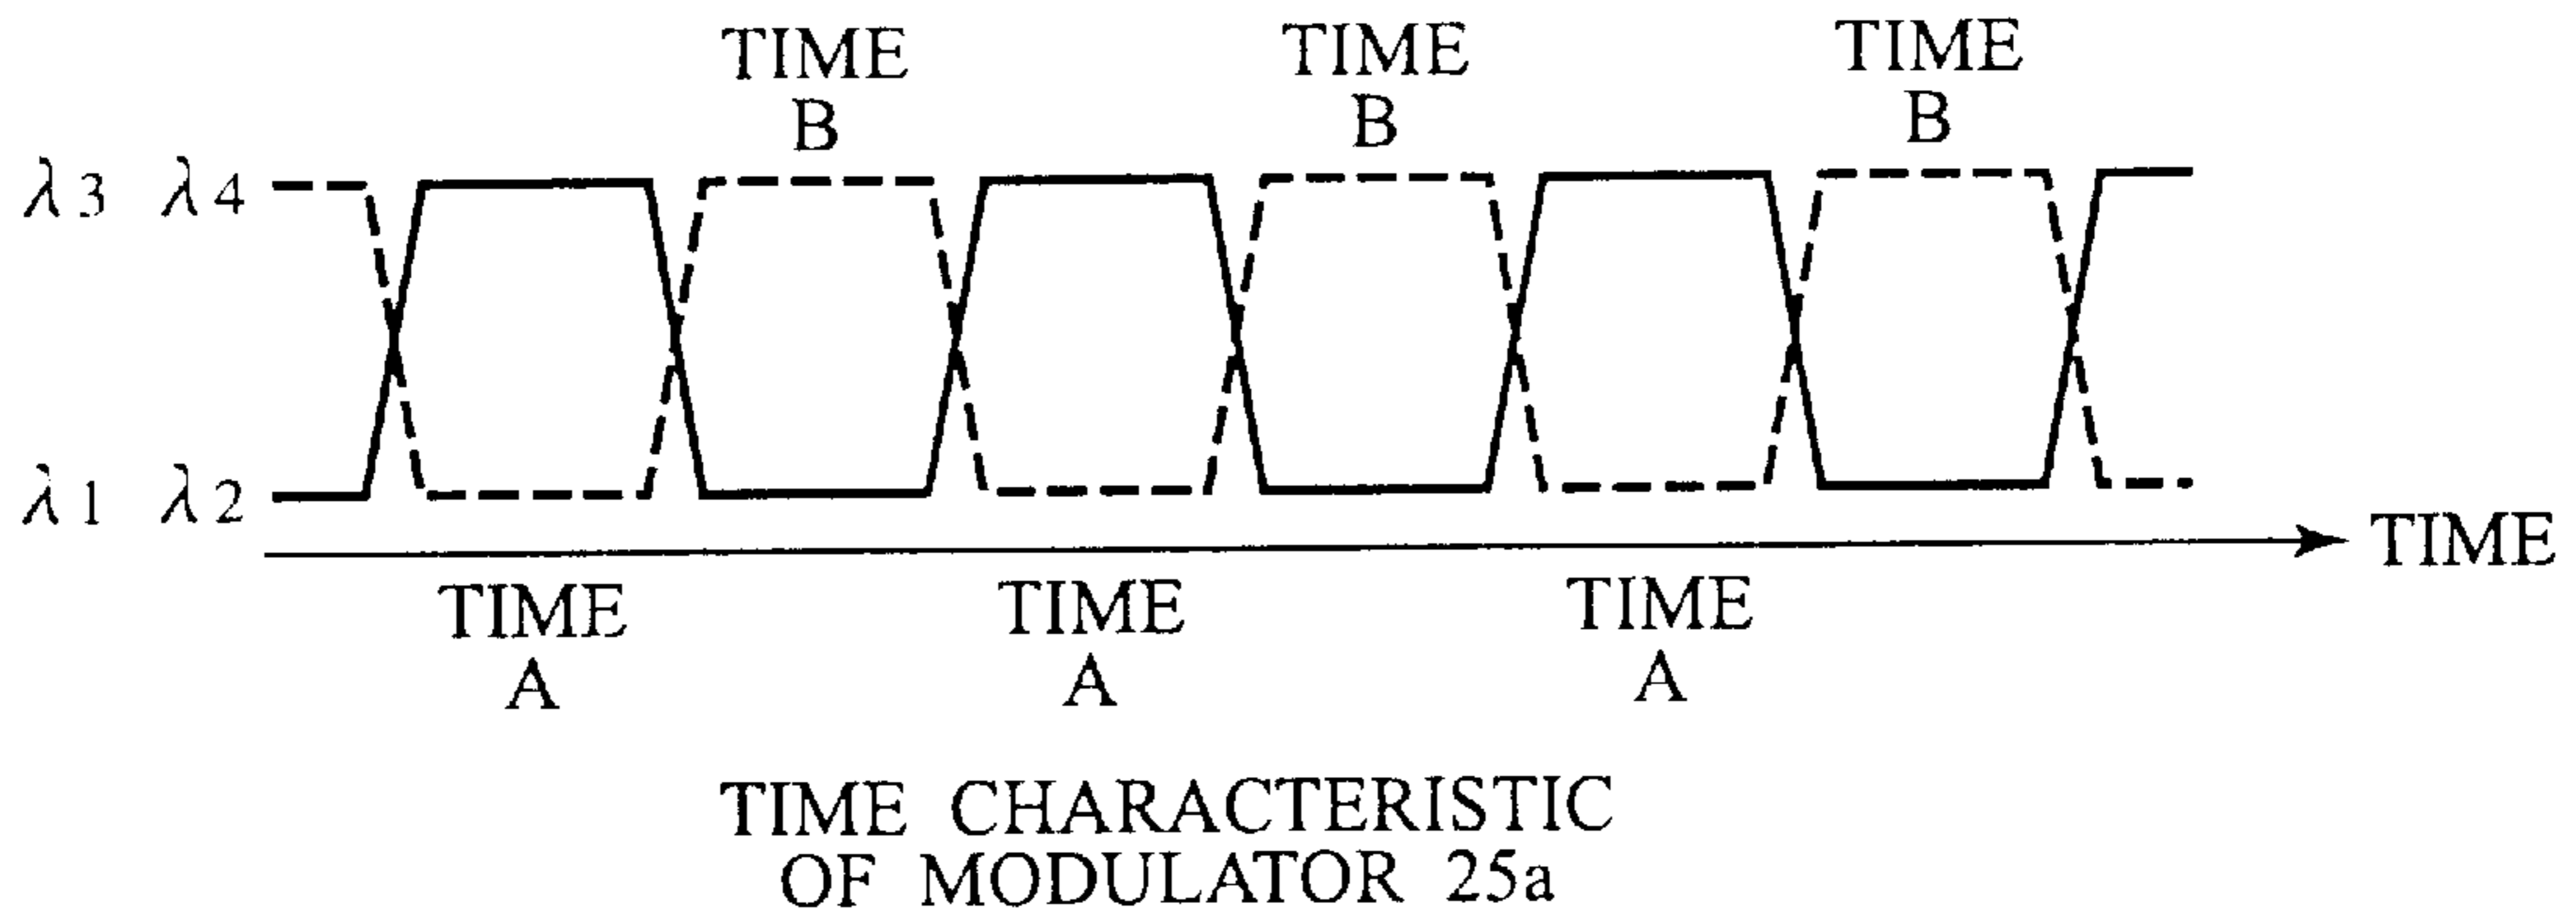 TIME TIME TIME
B B B
λ3 λ4
λ1 λ2
TIME
TIME TIME TIME
A A A
TIME CHARACTERISTIC
OF MODULATOR 25a